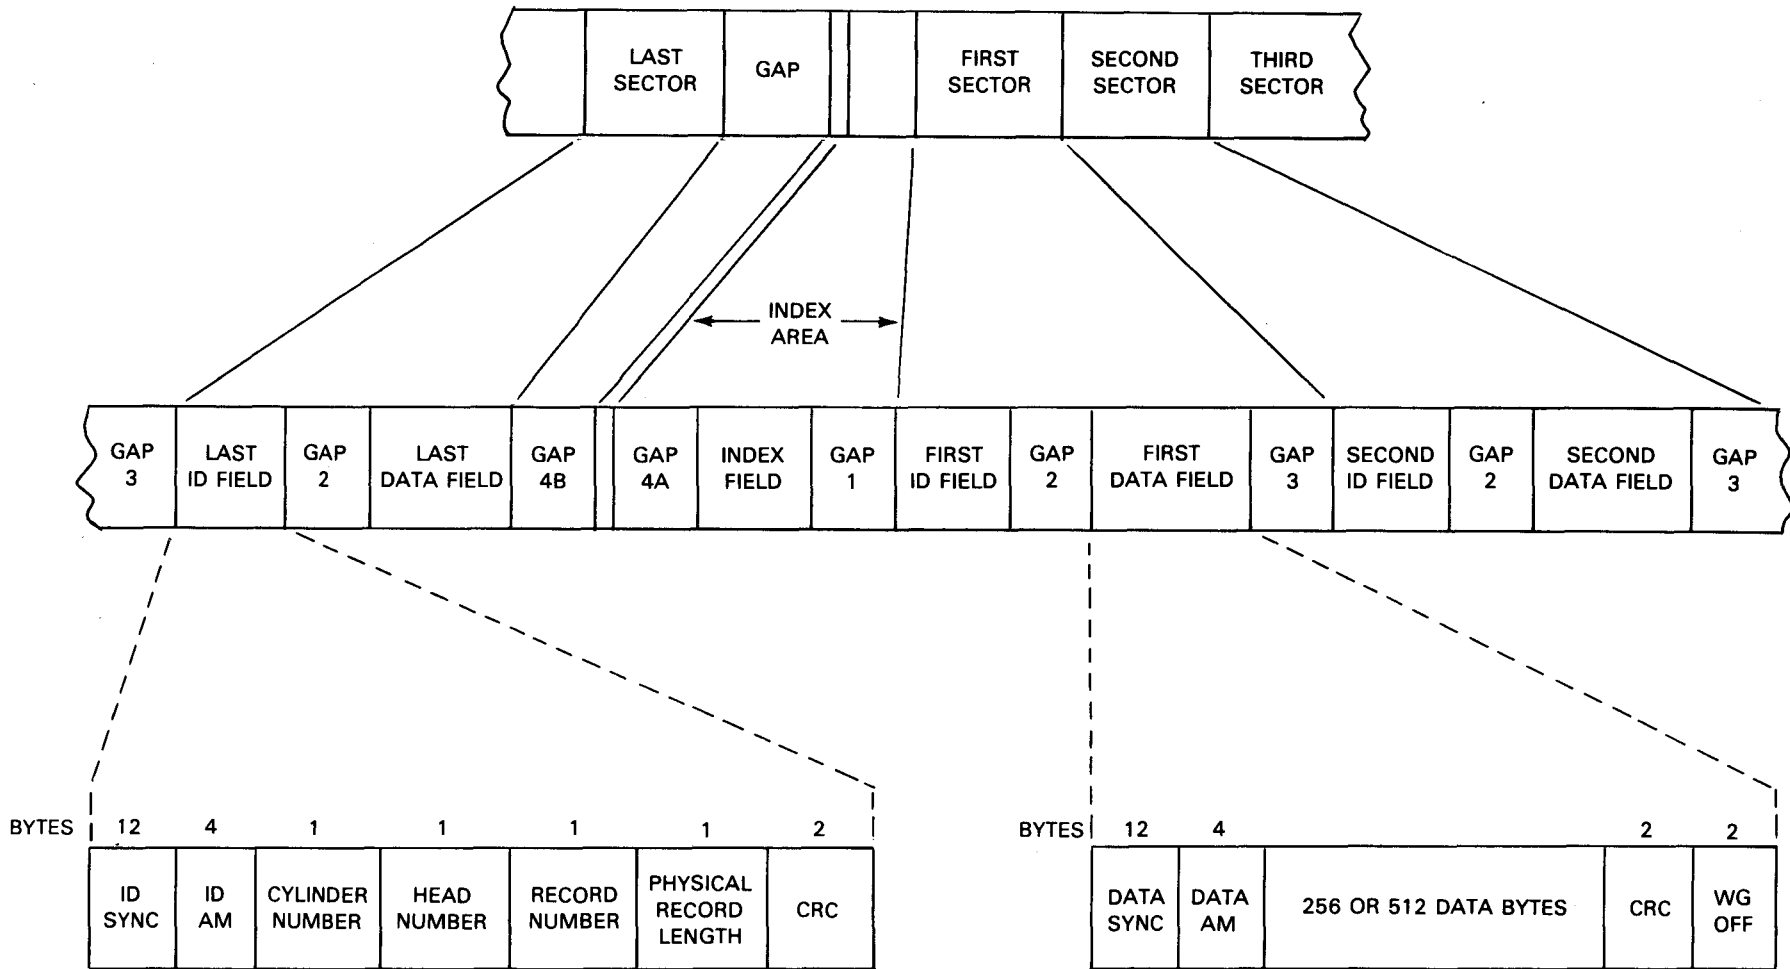 LAST
SECTOR
GAP
FIRST
SECTOR
SECOND
SECTOR
THIRD
SECTOR
INDEX
AREA
GAP
3
LAST
ID FIELD
GAP
2
LAST
DATA FIELD
GAP
4B
GAP
4A
INDEX
FIELD
GAP
1
FIRST
ID FIELD
GAP
2
FIRST
DATA FIELD
GAP
3
SECOND
ID FIELD
GAP
2
SECOND
DATA FIELD
GAP
3
BYTES 12 4 1 1 1 1 2
ID
SYNC
ID
AM
CYLINDER
NUMBER
HEAD
NUMBER
RECORD
NUMBER
PHYSICAL
RECORD
LENGTH
CRC
BYTES 12 4 2 2
DATA
SYNC
DATA
AM
256 OR 512 DATA BYTES
CRC
WG
OFF